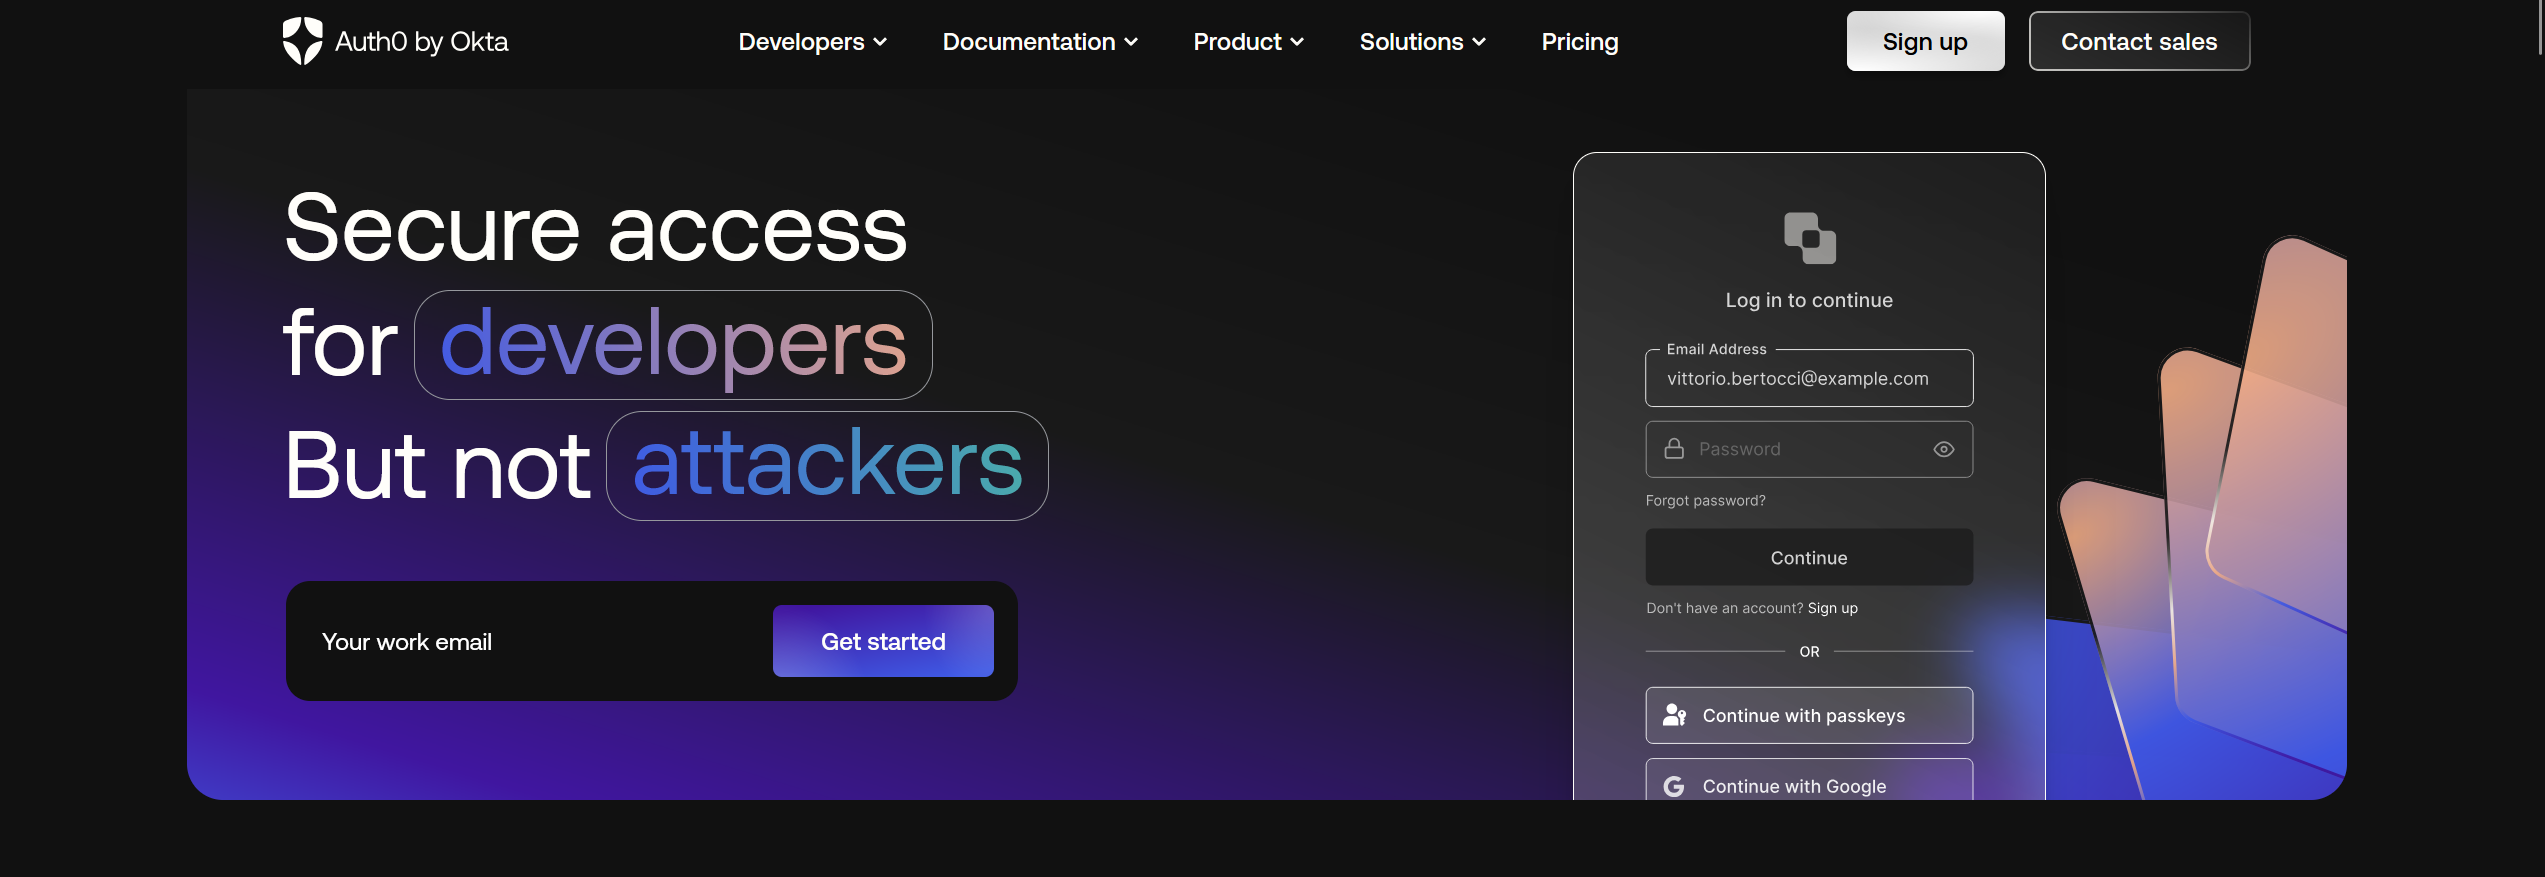 Auth0 by Okta
Developers
Documentation
Product
Solutions
Pricing
Sign up
Contact sales
Secure access
for developers
But not attackers
Your work email
Get started
Log in to continue
Email Address
vittorio.bertocci@example.com
Password
Forgot password?
Continue
Don't have an account? Sign up
OR
Continue with passkeys
G Continue with Google